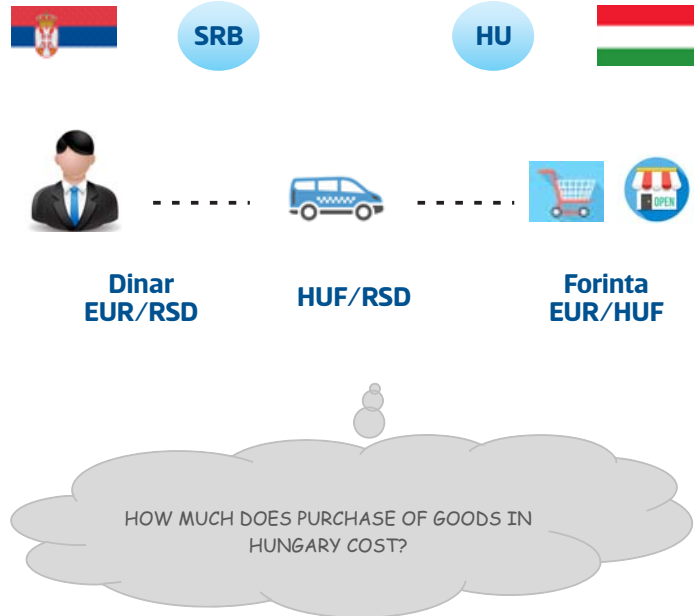 SRB
HU
OPEN
Dinar
EUR/RSD
HUF/RSD
Forinta
EUR/HUF
HOW MUCH DOES PURCHASE OF GOODS IN
HUNGARY COST?